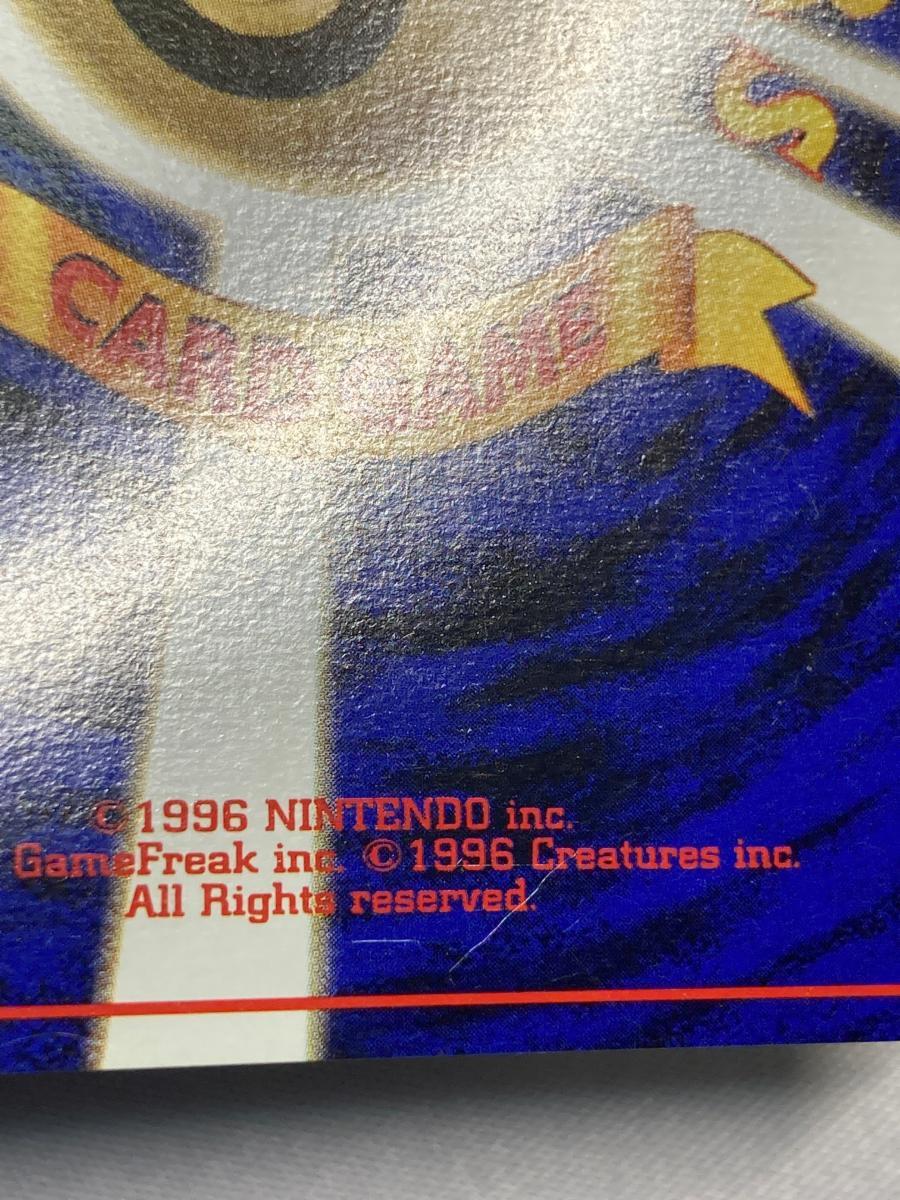 S
CARD GAME
©1996 NINTENDO inc.
GameFreak inc. ©1996 Creatures inc.
All Rights reserved.